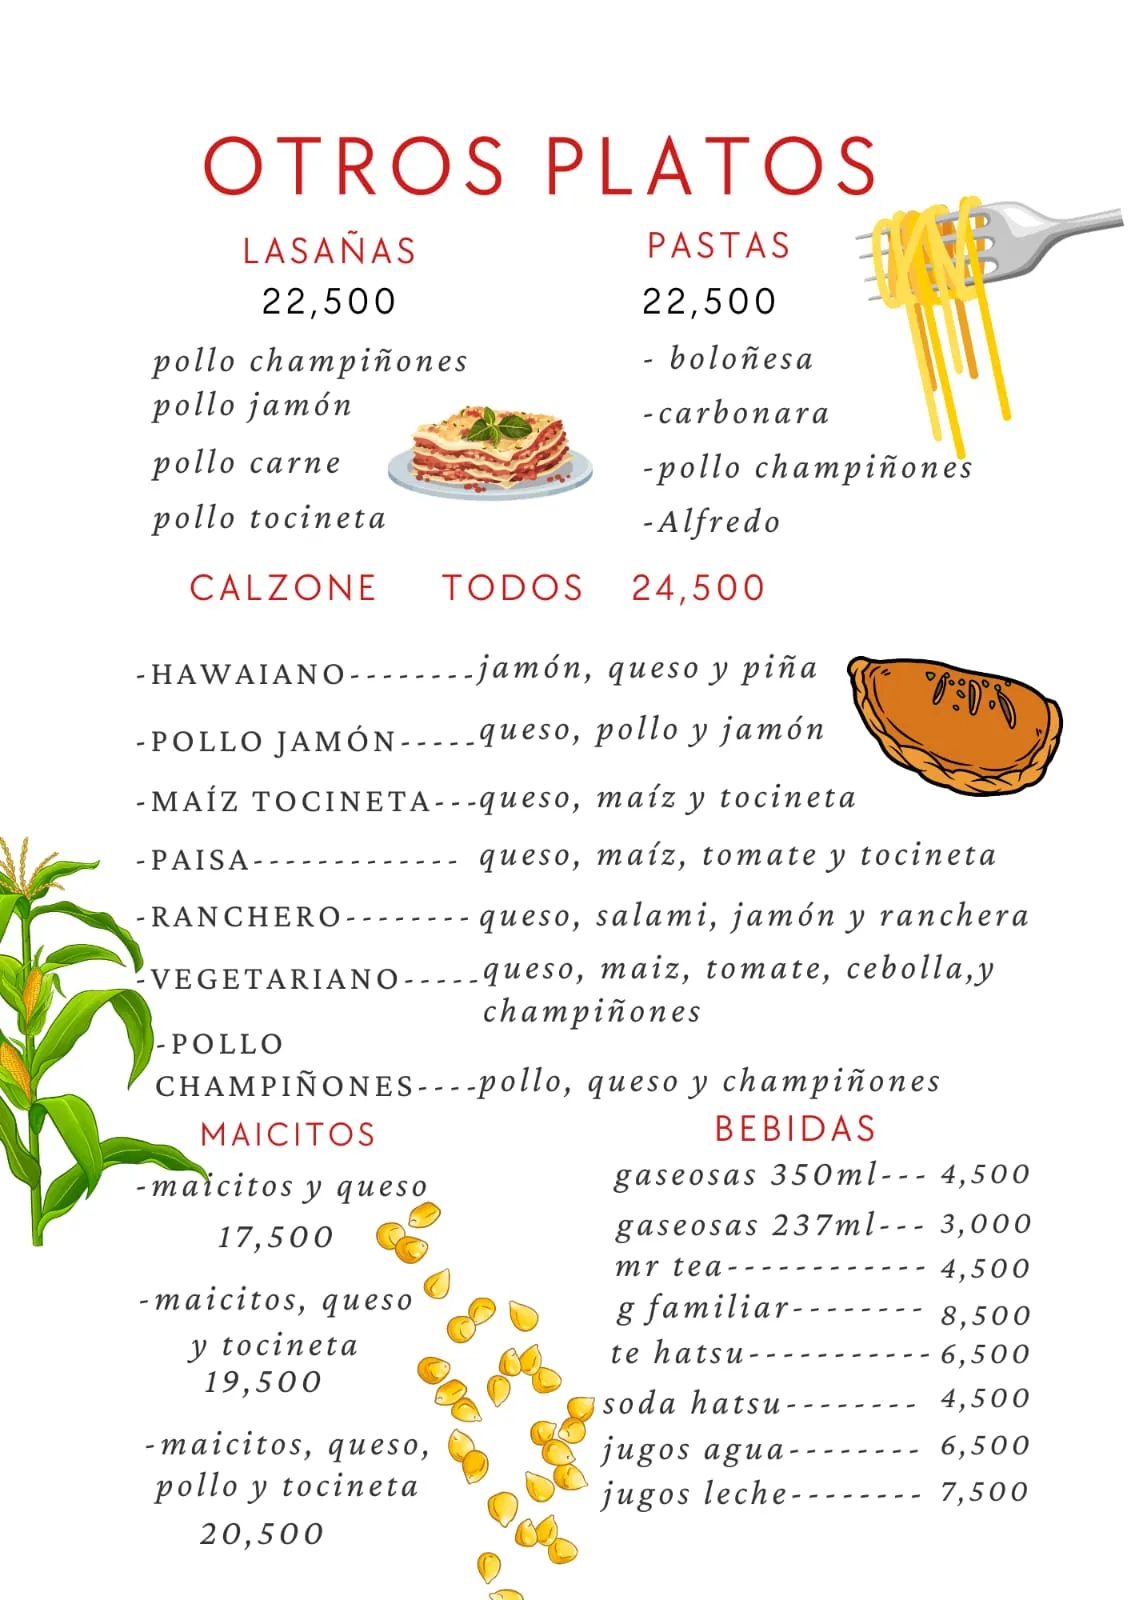 OTROS PLATOS
LASAÑAS
22,500
pollo champiñones
pollo jamón
pollo carne
pollo tocineta
PASTAS
22,500
- boloñesa
-carbonara
-pollo champiñones
-Alfredo
CALZONE TODOS 24,500
-HAWAIANO--------jamón, queso y piña
-POLLO JAMÓN-----queso, pollo y jamón
-MAÍZ TOCINETA---queso, maíz y tocineta
-PAISA------------- queso, maíz, tomate y tocineta
-RANCHERO-------- queso, salami, jamón y ranchera
-VEGETARIANO-----queso, maiz, tomate, cebolla,y
champiñones
-POLLO
CHAMPIÑONES----pollo, queso y champiñones
MAICITOS
-maicitos y queso
17,500
-maicitos, queso
y tocineta
19,500
-maicitos, queso,
pollo y tocineta
20,500
BEBIDAS
gaseosas 350ml--- 4,500
gaseosas 237ml--- 3,000
mr tea------------ 4,500
g familiar-------- 8,500
te hatsu----------- 6,500
soda hatsu-------- 4,500
jugos agua-------- 6,500
jugos leche-------- 7,500